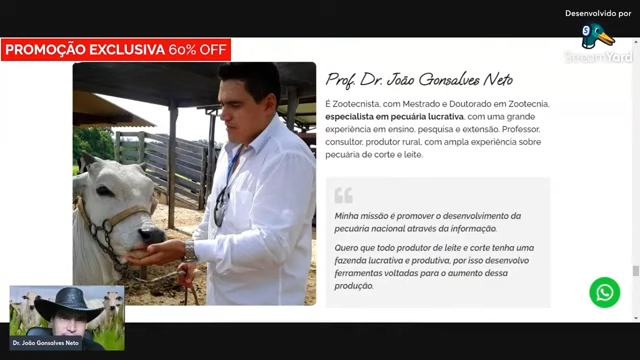 Desenvolvido por
StreamYard
PROMOÇÃO EXCLUSIVA 60% OFF
Prof. Dr. João Gonsalves Neto
É Zootecnista, com Mestrado e Doutorado em Zootecnia,
especialista em pecuária lucrativa, com uma grande
experiência em ensino, pesquisa e extensão. Professor,
consultor, produtor rural, com ampla experiência sobre
pecuária de corte e leite.
Minha missão é promover o desenvolvimento da
pecuária nacional através da informação.
Quero que todo produtor de leite e corte tenha uma
fazenda lucrativa e produtiva, por isso desenvolvo
ferramentas voltadas para o aumento dessa
produção.
Dr. João Gonsalves Neto